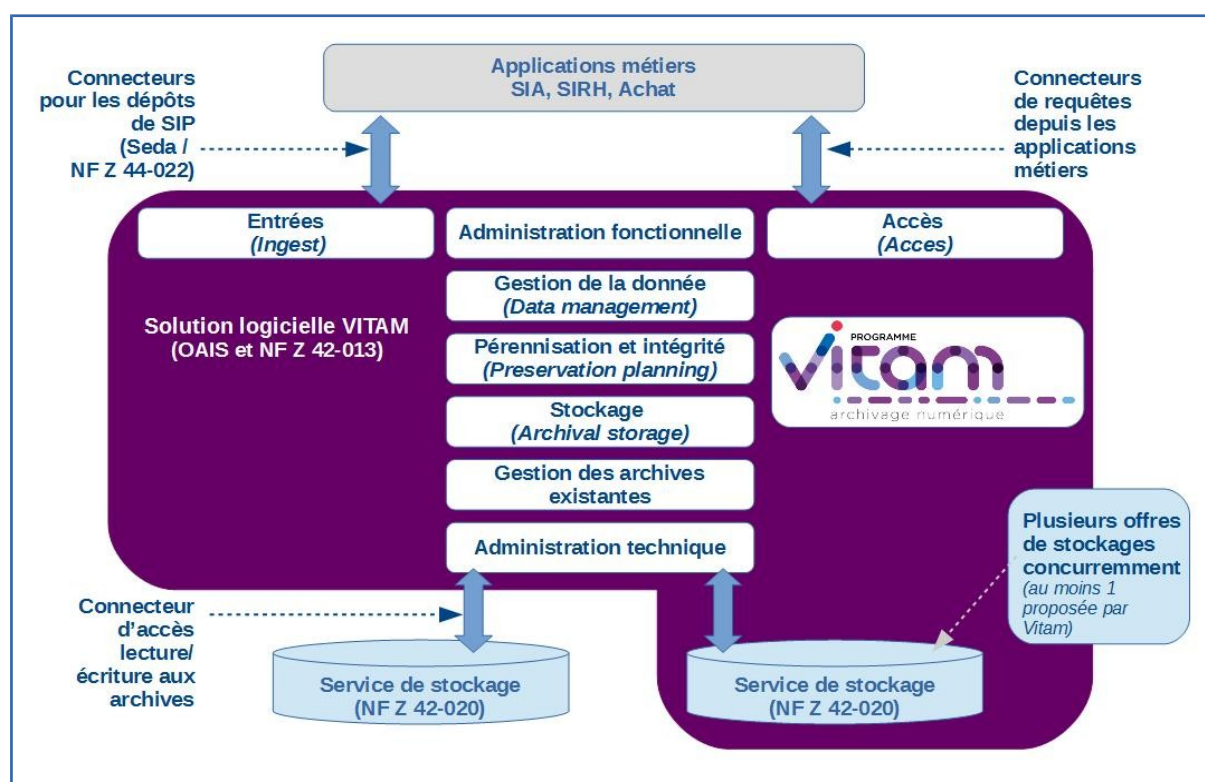 Applications métiers
SIA, SIRH, Achat
Connecteurs
pour les dépôts
de SIP
(Seda /
NF Z 44-022)
Connecteurs
de requêtes
depuis les
applications
métiers
Entrées
(Ingest)
Administration fonctionnelle
Accès
(Acces)
Gestion de la donnée
(Data management)
Solution logicielle VITAM
(OAIS et NF Z 42-013)
Pérennisation et intégrité
(Preservation planning)
PROGRAMME
vitam
archivage numérique
Stockage
(Archival storage)
Gestion des archives
existantes
Administration technique
Plusieurs offres
de stockages
concurremment
(au moins 1
proposée par
Vitam)
Connecteur
d'accès
lecture/
écriture aux
archives
Service de stockage
(NF Z 42-020)
Service de stockage
(NF Z 42-020)